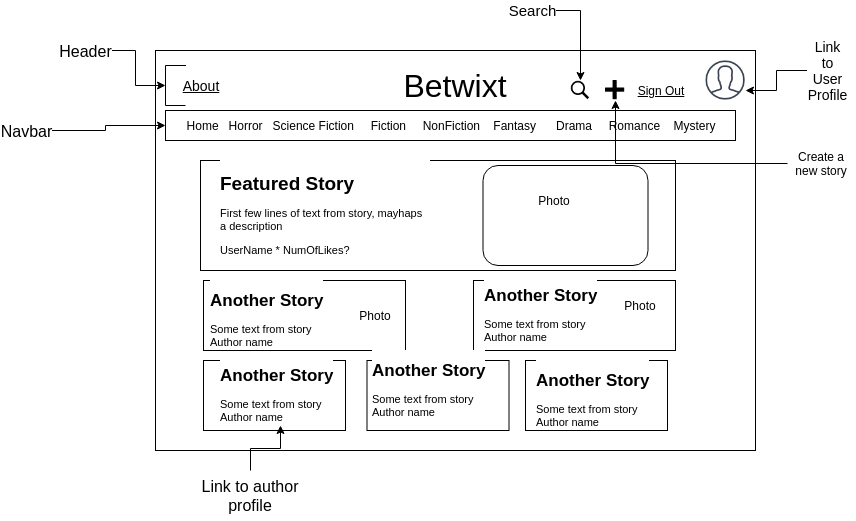 Search
Header
Link
to
User
Profile
About
Betwixt
Sign Out
Navbar
Home Horror Science Fiction Fiction NonFiction Fantasy Drama Romance Mystery
Create a
new story
Featured Story
First few lines of text from story, mayhaps
a description
UserName * NumOfLikes?
Photo
Another Story
Some text from story
Author name
Photo
Another Story
Some text from story
Author name
Photo
Another Story
Some text from story
Author name
Another Story
Some text from story
Author name
Another Story
Some text from story
Author name
Link to author
profile